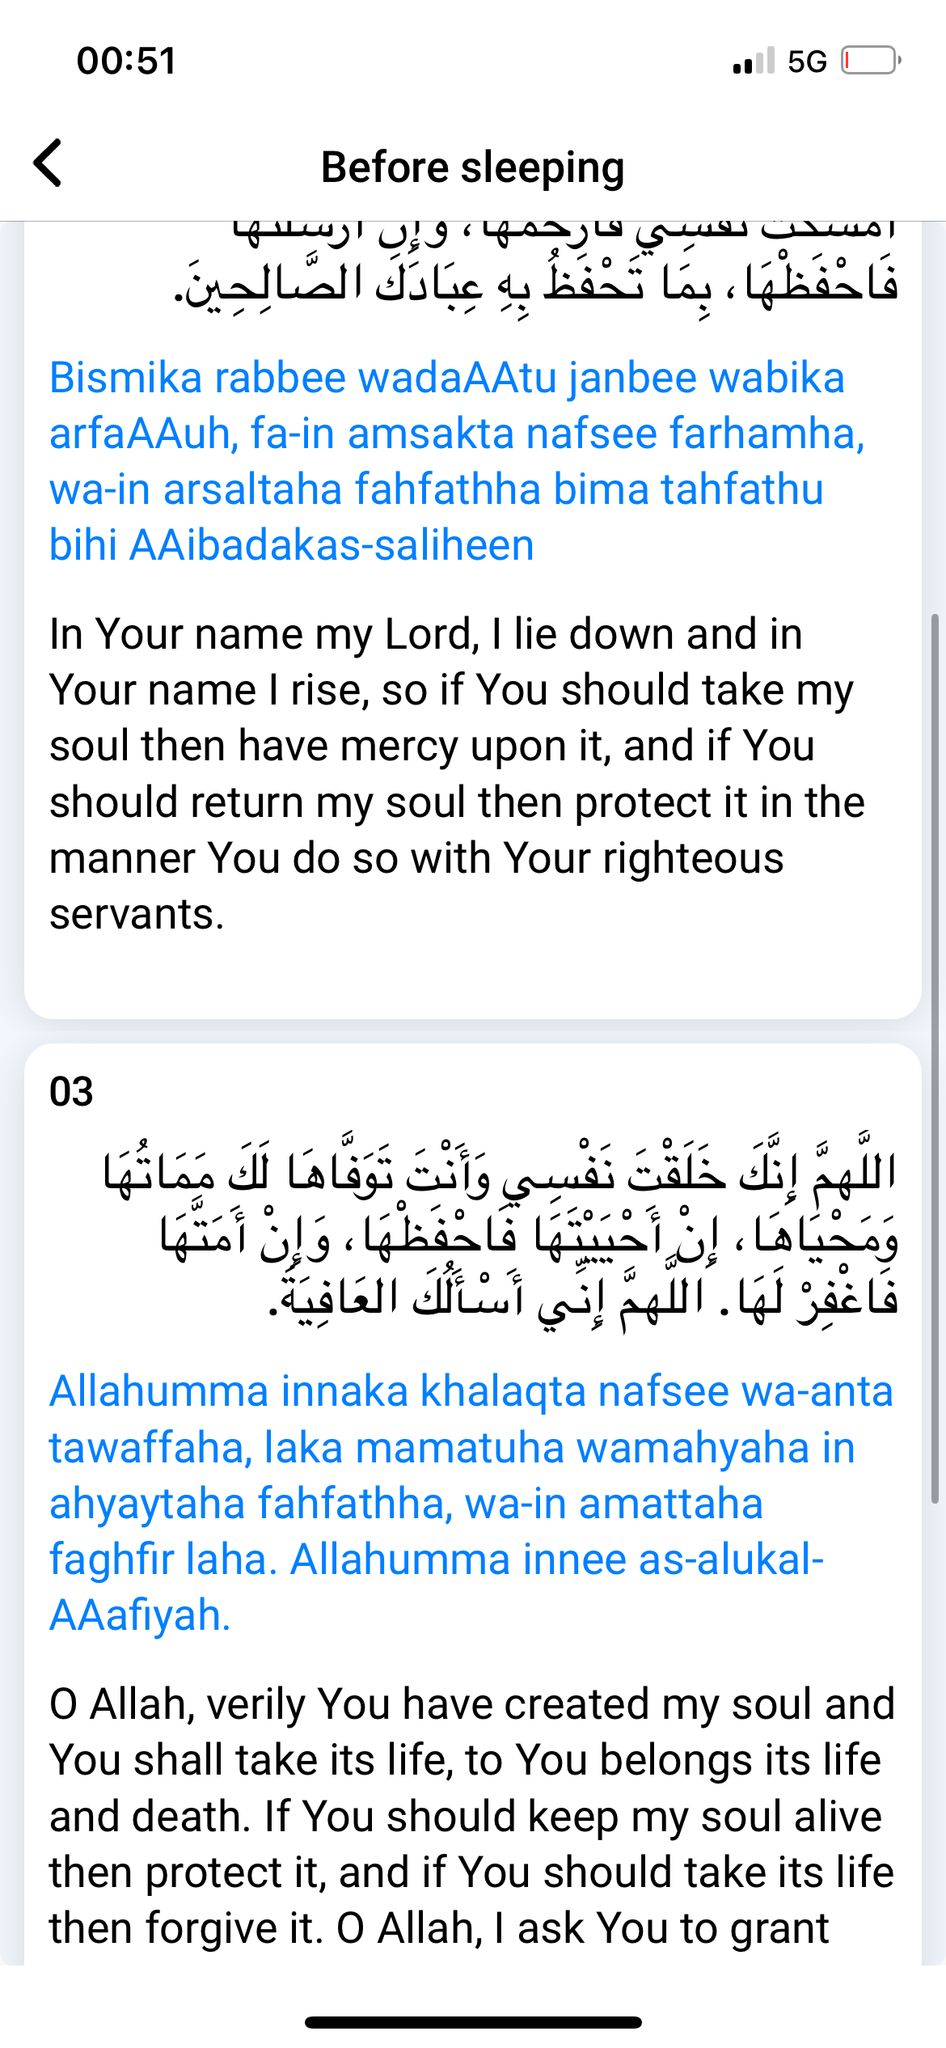 00:51
5G
Before sleeping
أمسكت نفسي فارحمها، وإن أرسلتها
فَاحْفَظْهَا، بِمَا تَحْفَظُ بِهِ عِبَادَكَ الصَّالِحِينَ.
Bismika rabbee wadaAAtu janbee wabika
arfaAAuh, fa-in amsakta nafsee farhamha,
wa-in arsaltaha fahfathha bima tahfathu
bihi AAibadakas-saliheen
In Your name my Lord, I lie down and in
Your name I rise, so if You should take my
soul then have mercy upon it, and if You
should return my soul then protect it in the
manner You do so with Your righteous
servants.
03
اللَّهمَّ إِنَّكَ خَلَقْتَ نَفْسِي وَأَنْتَ تَوَفَّاهَا لَكَ مَمَاتُهَا
وَمَحْيَاهَا، إِنْ أَحْيَيْتَهَا فَاحْفَظْهَا، وَإِنْ أَمَتَّهَا
فَاغْفِرْ لَهَا. اللَّهمَّ إِنِّي أَسْأَلُكَ العَافِيَةَ.
Allahumma innaka khalaqta nafsee wa-anta
tawaffaha, laka mamatuha wamahyaha in
ahyaytaha fahfathha, wa-in amattaha
faghfir laha. Allahumma innee as-alukal-
AAafiyah.
O Allah, verily You have created my soul and
You shall take its life, to You belongs its life
and death. If You should keep my soul alive
then protect it, and if You should take its life
then forgive it. O Allah, I ask You to grant